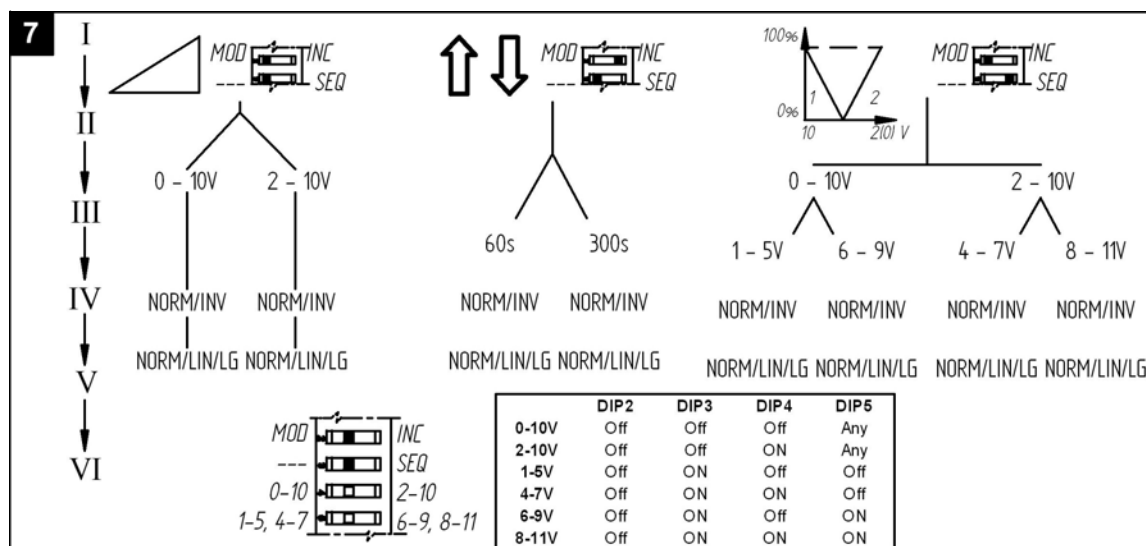 7
I
II
III
IV
V
VI
MOD INC
--- SEQ
0 – 10V 2 – 10V
NORM/INV NORM/INV
NORM/LIN/LG NORM/LIN/LG
MOD INC
--- SEQ
60s 300s
NORM/INV NORM/INV
NORM/LIN/LG NORM/LIN/LG
100%
0%
1 2
10 2(0) V
MOD INC
--- SEQ
0 – 10V 2 – 10V
1 – 5V 6 – 9V 4 – 7V 8 – 11V
NORM/INV NORM/INV NORM/INV NORM/INV
NORM/LIN/LG NORM/LIN/LG NORM/LIN/LG NORM/LIN/LG
MOD INC
--- SEQ
0-10 2-10
1-5, 4-7 6-9, 8-11
DIP2 DIP3 DIP4 DIP5
0-10V Off Off Off Any
2-10V Off Off ON Any
1-5V Off ON Off Off
4-7V Off ON ON Off
6-9V Off ON Off ON
8-11V Off ON ON ON